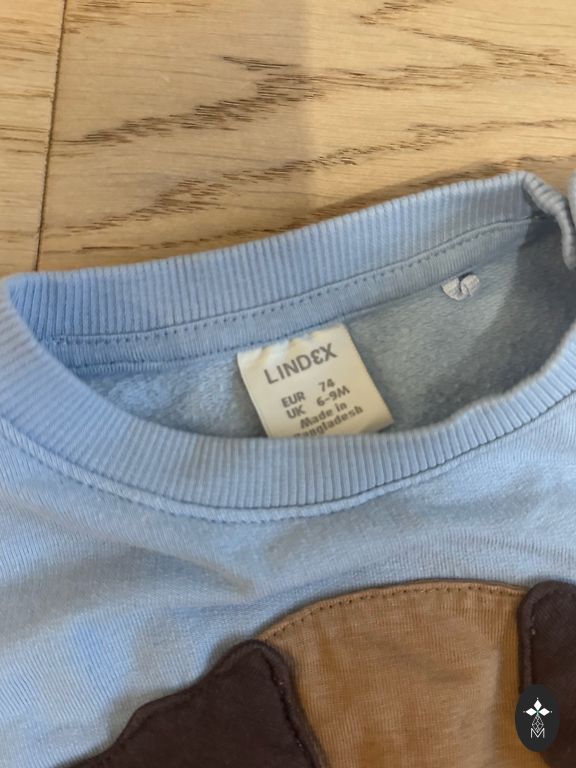 LINDEX
EUR 74
UK 6-9M
Made in
Bangladesh
M